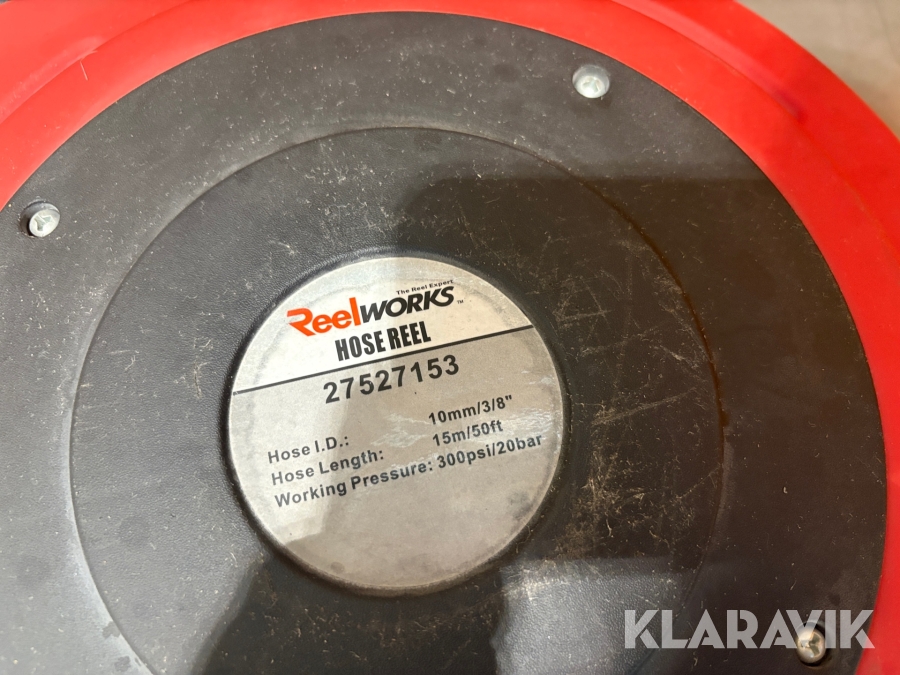 The Reel Expert
ReelWORKS™
HOSE REEL
27527153
Hose I.D.: 10mm/3/8"
Hose Length: 15m/50ft
Working Pressure: 300psi/20bar
KLARAVIK